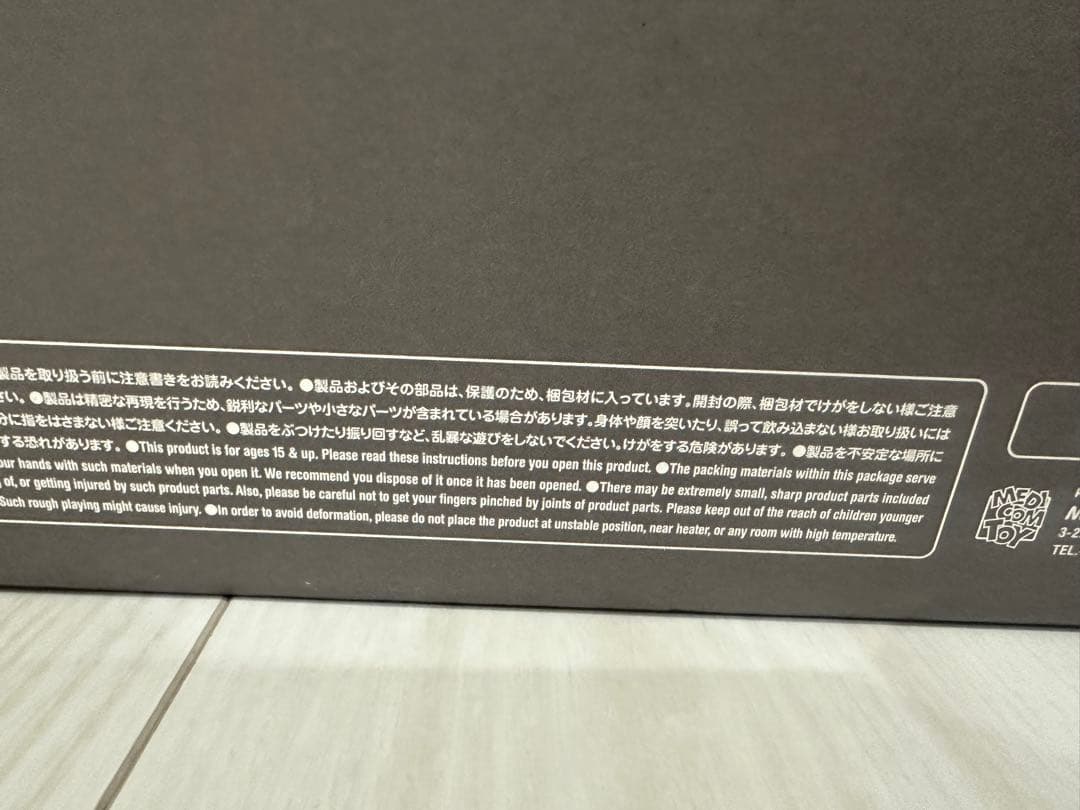 製品を取り扱う前に注意書きをお読みください。●製品およびその部品は、保護のため、梱包材に入っています。開封の際、梱包材でけがをしない様ご注意
さい。●製品は精密な再現を行うため、鋭利なパーツや小さなパーツが含まれている場合があります。身体や顔を突いたり、誤って飲み込まない様お取り扱いには
分に指をはさまない様ご注意ください。●製品をぶつけたり振り回すなど、乱暴な遊びをしないでください。けがをする危険があります。●製品を不安定な場所に
する恐れがあります。●This product is for ages 15 & up. Please read these instructions before you open this product. ●The packing materials within this package serve
our hands with such materials when you open it. We recommend you dispose of it once it has been opened. ●There may be extremely small, sharp product parts included
of, or getting injured by such product parts. Also, please be careful not to get your fingers pinched by joints of product parts. Please keep out of the reach of children younger
Such rough playing might cause injury. ●In order to avoid deformation, please do not place the product at unstable position, near heater, or any room with high temperature.
MEDI
COM
TOY
M
3-2
TEL.